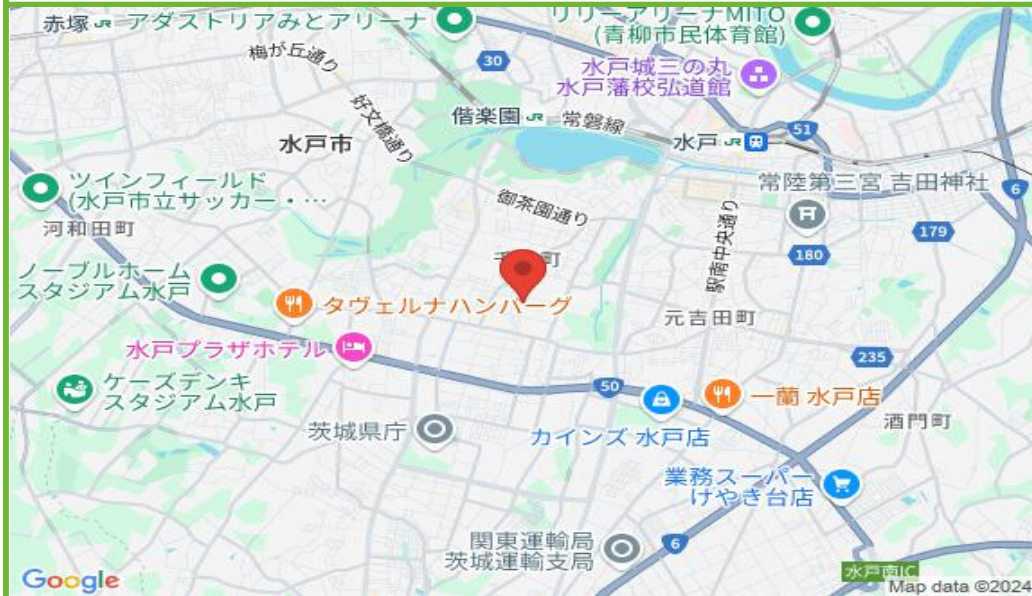 赤塚 JR
アダストリアみとアリーナ
リリーアリーナMITO
(青柳市民体育館)
梅が丘通り
30
水戸城三の丸
水戸藩校弘道館
好文橋通り
偕楽園 JR
常磐線
51
水戸市
水戸 JR
ツインフィールド
(水戸市立サッカー・…
常陸第三宮 吉田神社
6
御茶園通り
河和田町
駅南中央通り
179
180
ノーブルホーム
スタジアム水戸
タヴェルナハンバーグ
元吉田町
水戸プラザホテル
235
ケーズデンキ
スタジアム水戸
50
一蘭 水戸店
酒門町
茨城県庁
カインズ 水戸店
業務スーパー
けやき台店
関東運輸局
茨城運輸支局
6
水戸南IC
Google
Map data ©2024